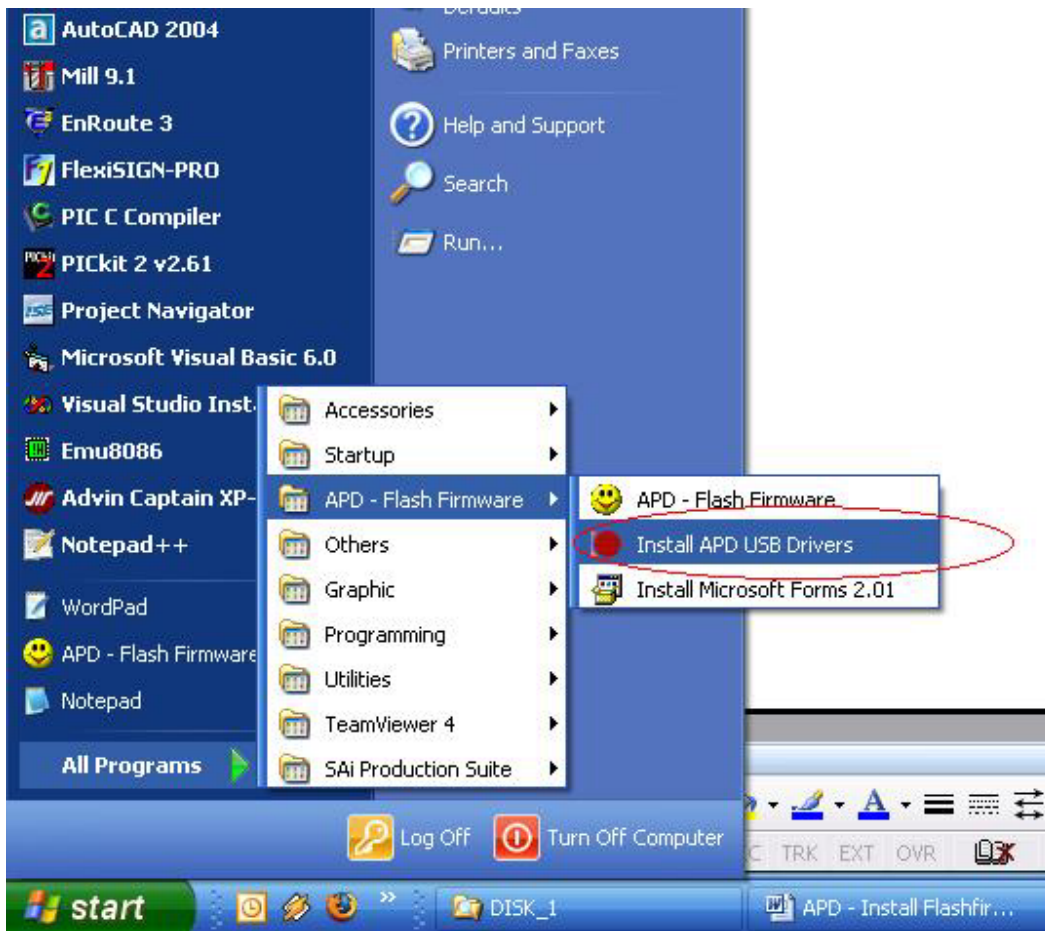 AutoCAD 2004
Mill 9.1
EnRoute 3
FlexiSIGN-PRO
PIC C Compiler
PICkit 2 v2.61
Project Navigator
Microsoft Visual Basic 6.0
Visual Studio Inst
Emu8086
Advin Captain XP-
Notepad++
WordPad
APD - Flash Firmware
Notepad
All Programs
Defaults
Printers and Faxes
Help and Support
Search
Run...
Accessories
Startup
APD - Flash Firmware
Others
Graphic
Programming
Utilities
TeamViewer 4
SAi Production Suite
APD - Flash Firmware
Install APD USB Drivers
Install Microsoft Forms 2.01
Log Off
Turn Off Computer
TRK EXT OVR
start
DISK_1
APD - Install Flashfir...